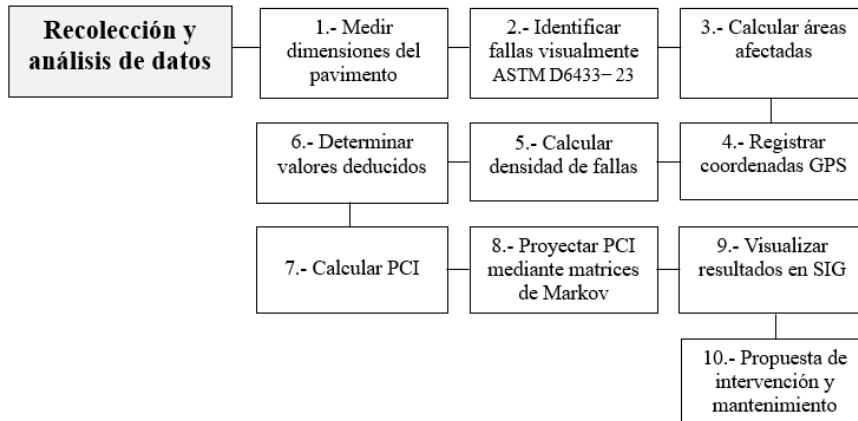 Recolección y
análisis de datos
1.- Medir
dimensiones del
pavimento
2.- Identificar
fallas visualmente
ASTM D6433– 23
3.- Calcular áreas
afectadas
4.- Registrar
coordenadas GPS
5.- Calcular
densidad de fallas
6.- Determinar
valores deducidos
7.- Calcular PCI
8.- Proyectar PCI
mediante matrices
de Markov
9.- Visualizar
resultados en SIG
10.- Propuesta de
intervención y
mantenimiento